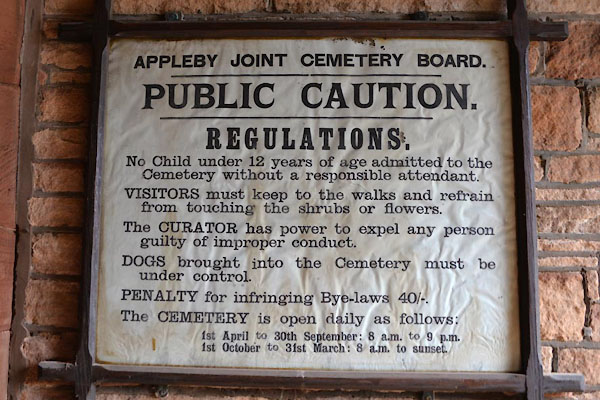 APPLEBY JOINT CEMETERY BOARD.
PUBLIC CAUTION.
REGULATIONS.
No Child under 12 years of age admitted to the
Cemetery without a responsible attendant.
VISITORS must keep to the walks and refrain
from touching the shrubs or flowers.
The CURATOR has power to expel any person
guilty of improper conduct.
DOGS brought into the Cemetery must be
under control.
PENALTY for infringing Bye-laws 40/-.
The CEMETERY is open daily as follows:
1st April to 30th September: 8 a.m. to 9 p.m.
1st October to 31st March: 8 a.m. to sunset.